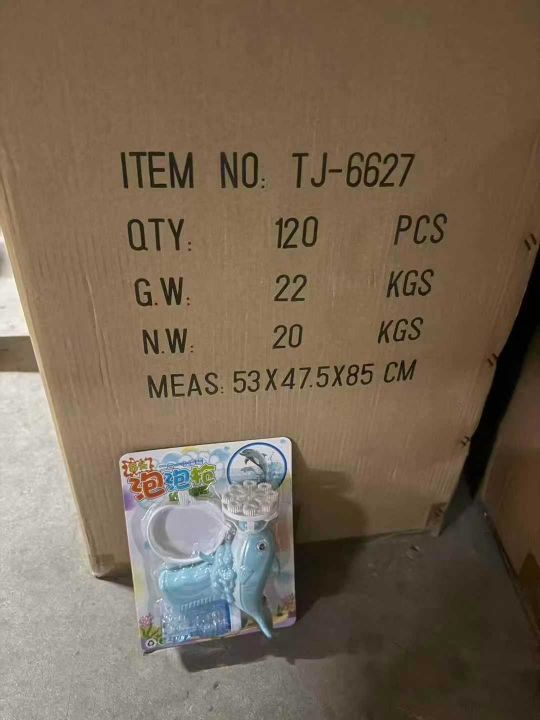 ITEM NO: TJ-6627
QTY: 120 PCS
G.W: 22 KGS
N.W: 20 KGS
MEAS: 53X47.5X85 CM
泡泡枪